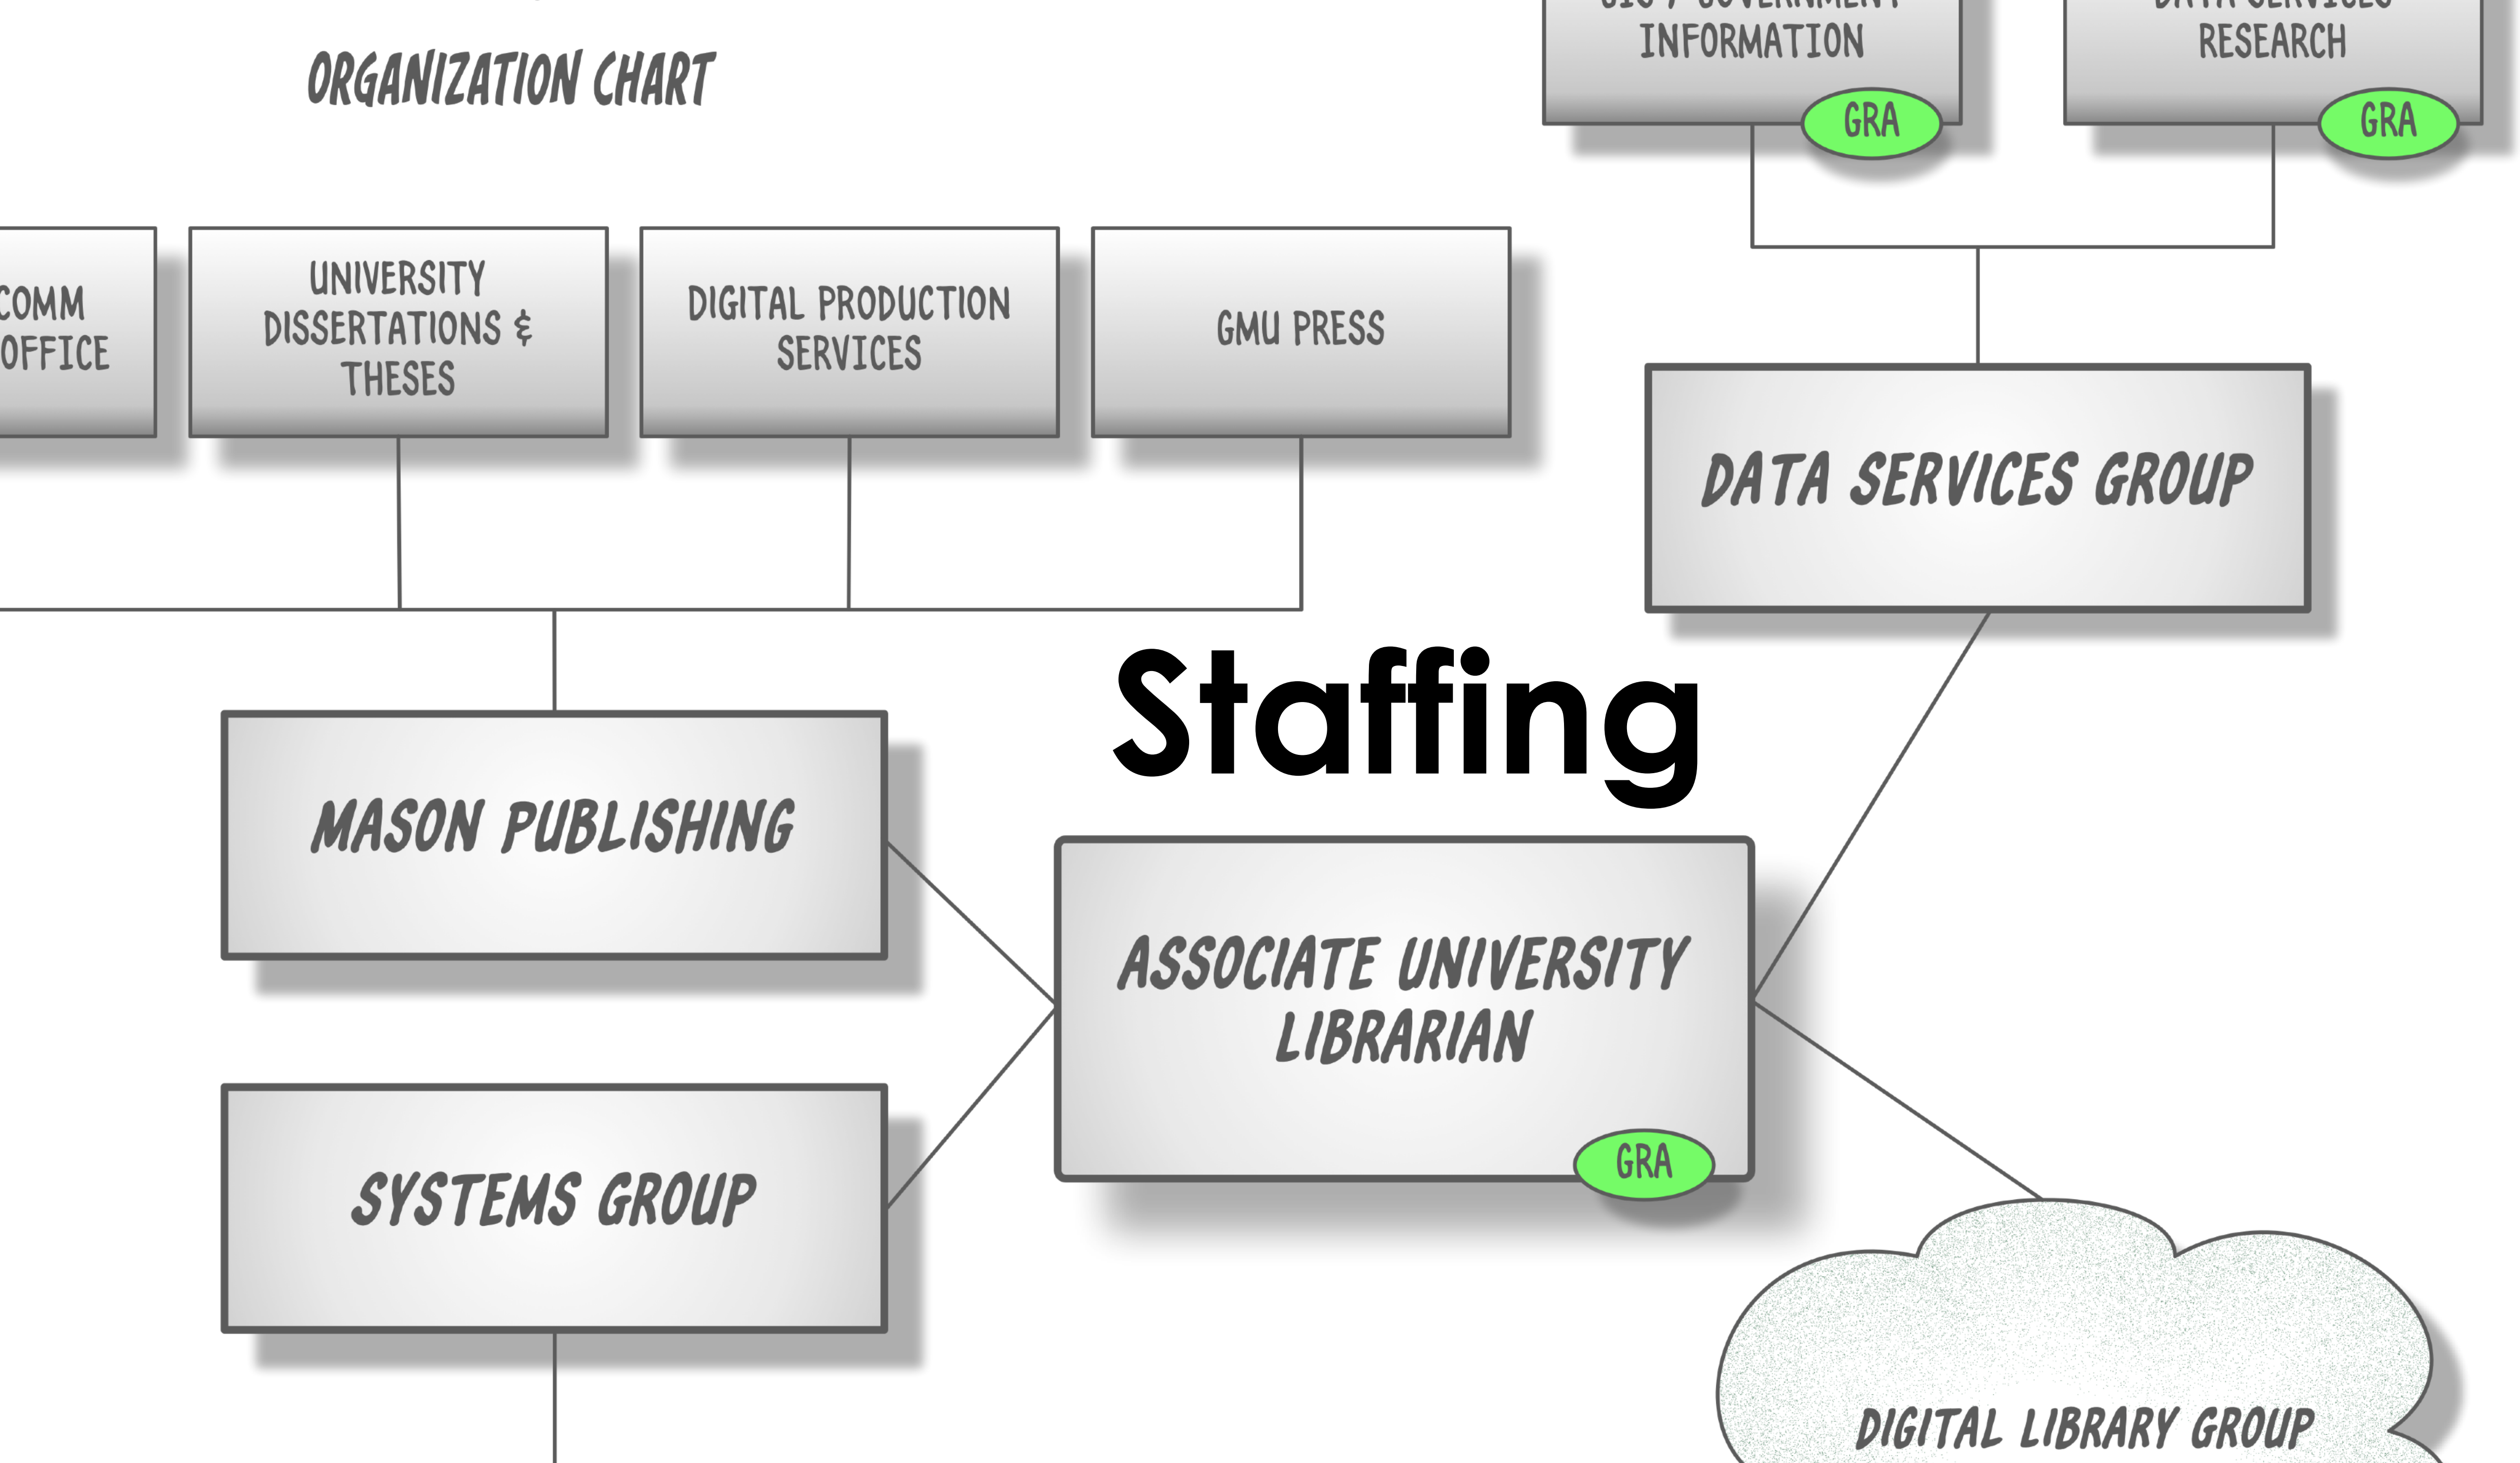 ORGANIZATION CHART
INFORMATION
GRA
RESEARCH
GRA
COMM
OFFICE
UNIVERSITY
DISSERTATIONS &
THESES
DIGITAL PRODUCTION
SERVICES
GMU PRESS
DATA SERVICES GROUP
Staffing
MASON PUBLISHING
ASSOCIATE UNIVERSITY
LIBRARIAN
GRA
SYSTEMS GROUP
DIGITAL LIBRARY GROUP